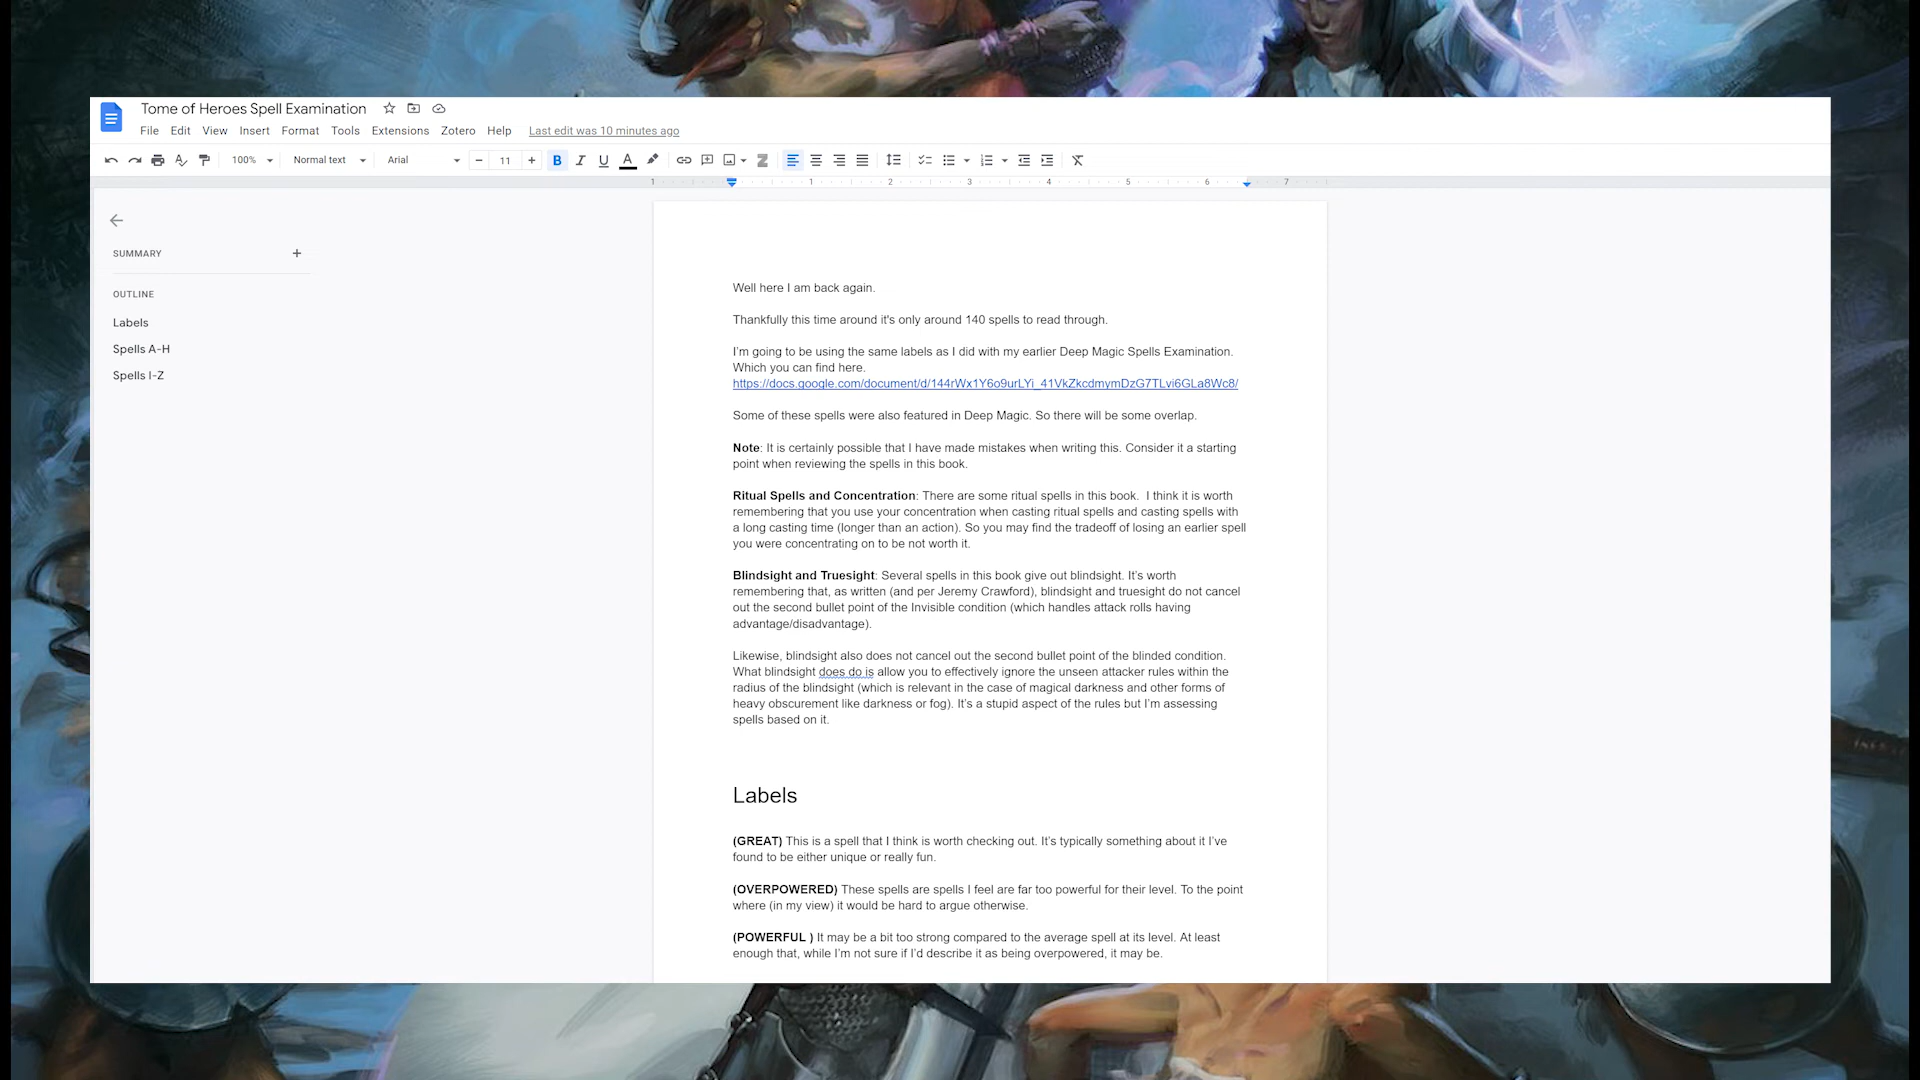 Tome of Heroes Spell Examination
File Edit View Insert Format Tools Extensions Zotero Help Last edit was 10 minutes ago
100% Normal text Arial 11
1 1 2 3 4 5 6 7
SUMMARY
OUTLINE
Labels
Spells A-H
Spells I-Z
Well here I am back again.
Thankfully this time around it's only around 140 spells to read through.
I'm going to be using the same labels as I did with my earlier Deep Magic Spells Examination.
Which you can find here.
https://docs.google.com/document/d/144rWx1Y6o9urLYi_41VkZkcdmymDzG7TLvi6GLa8Wc8/
Some of these spells were also featured in Deep Magic. So there will be some overlap.
Note: It is certainly possible that I have made mistakes when writing this. Consider it a starting
point when reviewing the spells in this book.
Ritual Spells and Concentration: There are some ritual spells in this book.  I think it is worth
remembering that you use your concentration when casting ritual spells and casting spells with
a long casting time (longer than an action). So you may find the tradeoff of losing an earlier spell
you were concentrating on to be not worth it.
Blindsight and Truesight: Several spells in this book give out blindsight. It's worth
remembering that, as written (and per Jeremy Crawford), blindsight and truesight do not cancel
out the second bullet point of the Invisible condition (which handles attack rolls having
advantage/disadvantage).
Likewise, blindsight also does not cancel out the second bullet point of the blinded condition.
What blindsight does do is allow you to effectively ignore the unseen attacker rules within the
radius of the blindsight (which is relevant in the case of magical darkness and other forms of
heavy obscurement like darkness or fog). It's a stupid aspect of the rules but I'm assessing
spells based on it.
Labels
(GREAT) This is a spell that I think is worth checking out. It's typically something about it I've
found to be either unique or really fun.
(OVERPOWERED) These spells are spells I feel are far too powerful for their level. To the point
where (in my view) it would be hard to argue otherwise.
(POWERFUL ) It may be a bit too strong compared to the average spell at its level. At least
enough that, while I'm not sure if I'd describe it as being overpowered, it may be.